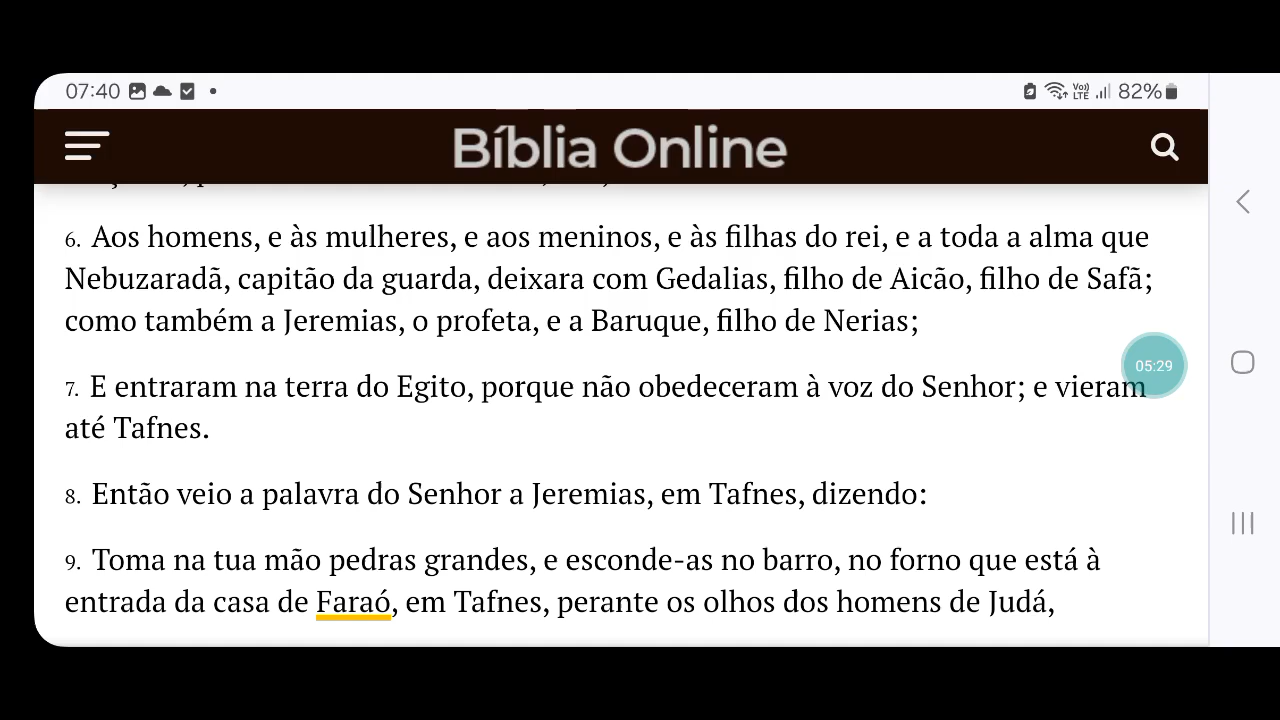 07:40
Vo)) LTE 82%
Bíblia Online
6. Aos homens, e às mulheres, e aos meninos, e às filhas do rei, e a toda a alma que
Nebuzaradã, capitão da guarda, deixara com Gedalias, filho de Aicão, filho de Safã;
como também a Jeremias, o profeta, e a Baruque, filho de Nerias;
7. E entraram na terra do Egito, porque não obedeceram à voz do Senhor; e vieram
05:29
até Tafnes.
8. Então veio a palavra do Senhor a Jeremias, em Tafnes, dizendo:
9. Toma na tua mão pedras grandes, e esconde-as no barro, no forno que está à
entrada da casa de Faraó, em Tafnes, perante os olhos dos homens de Judá,